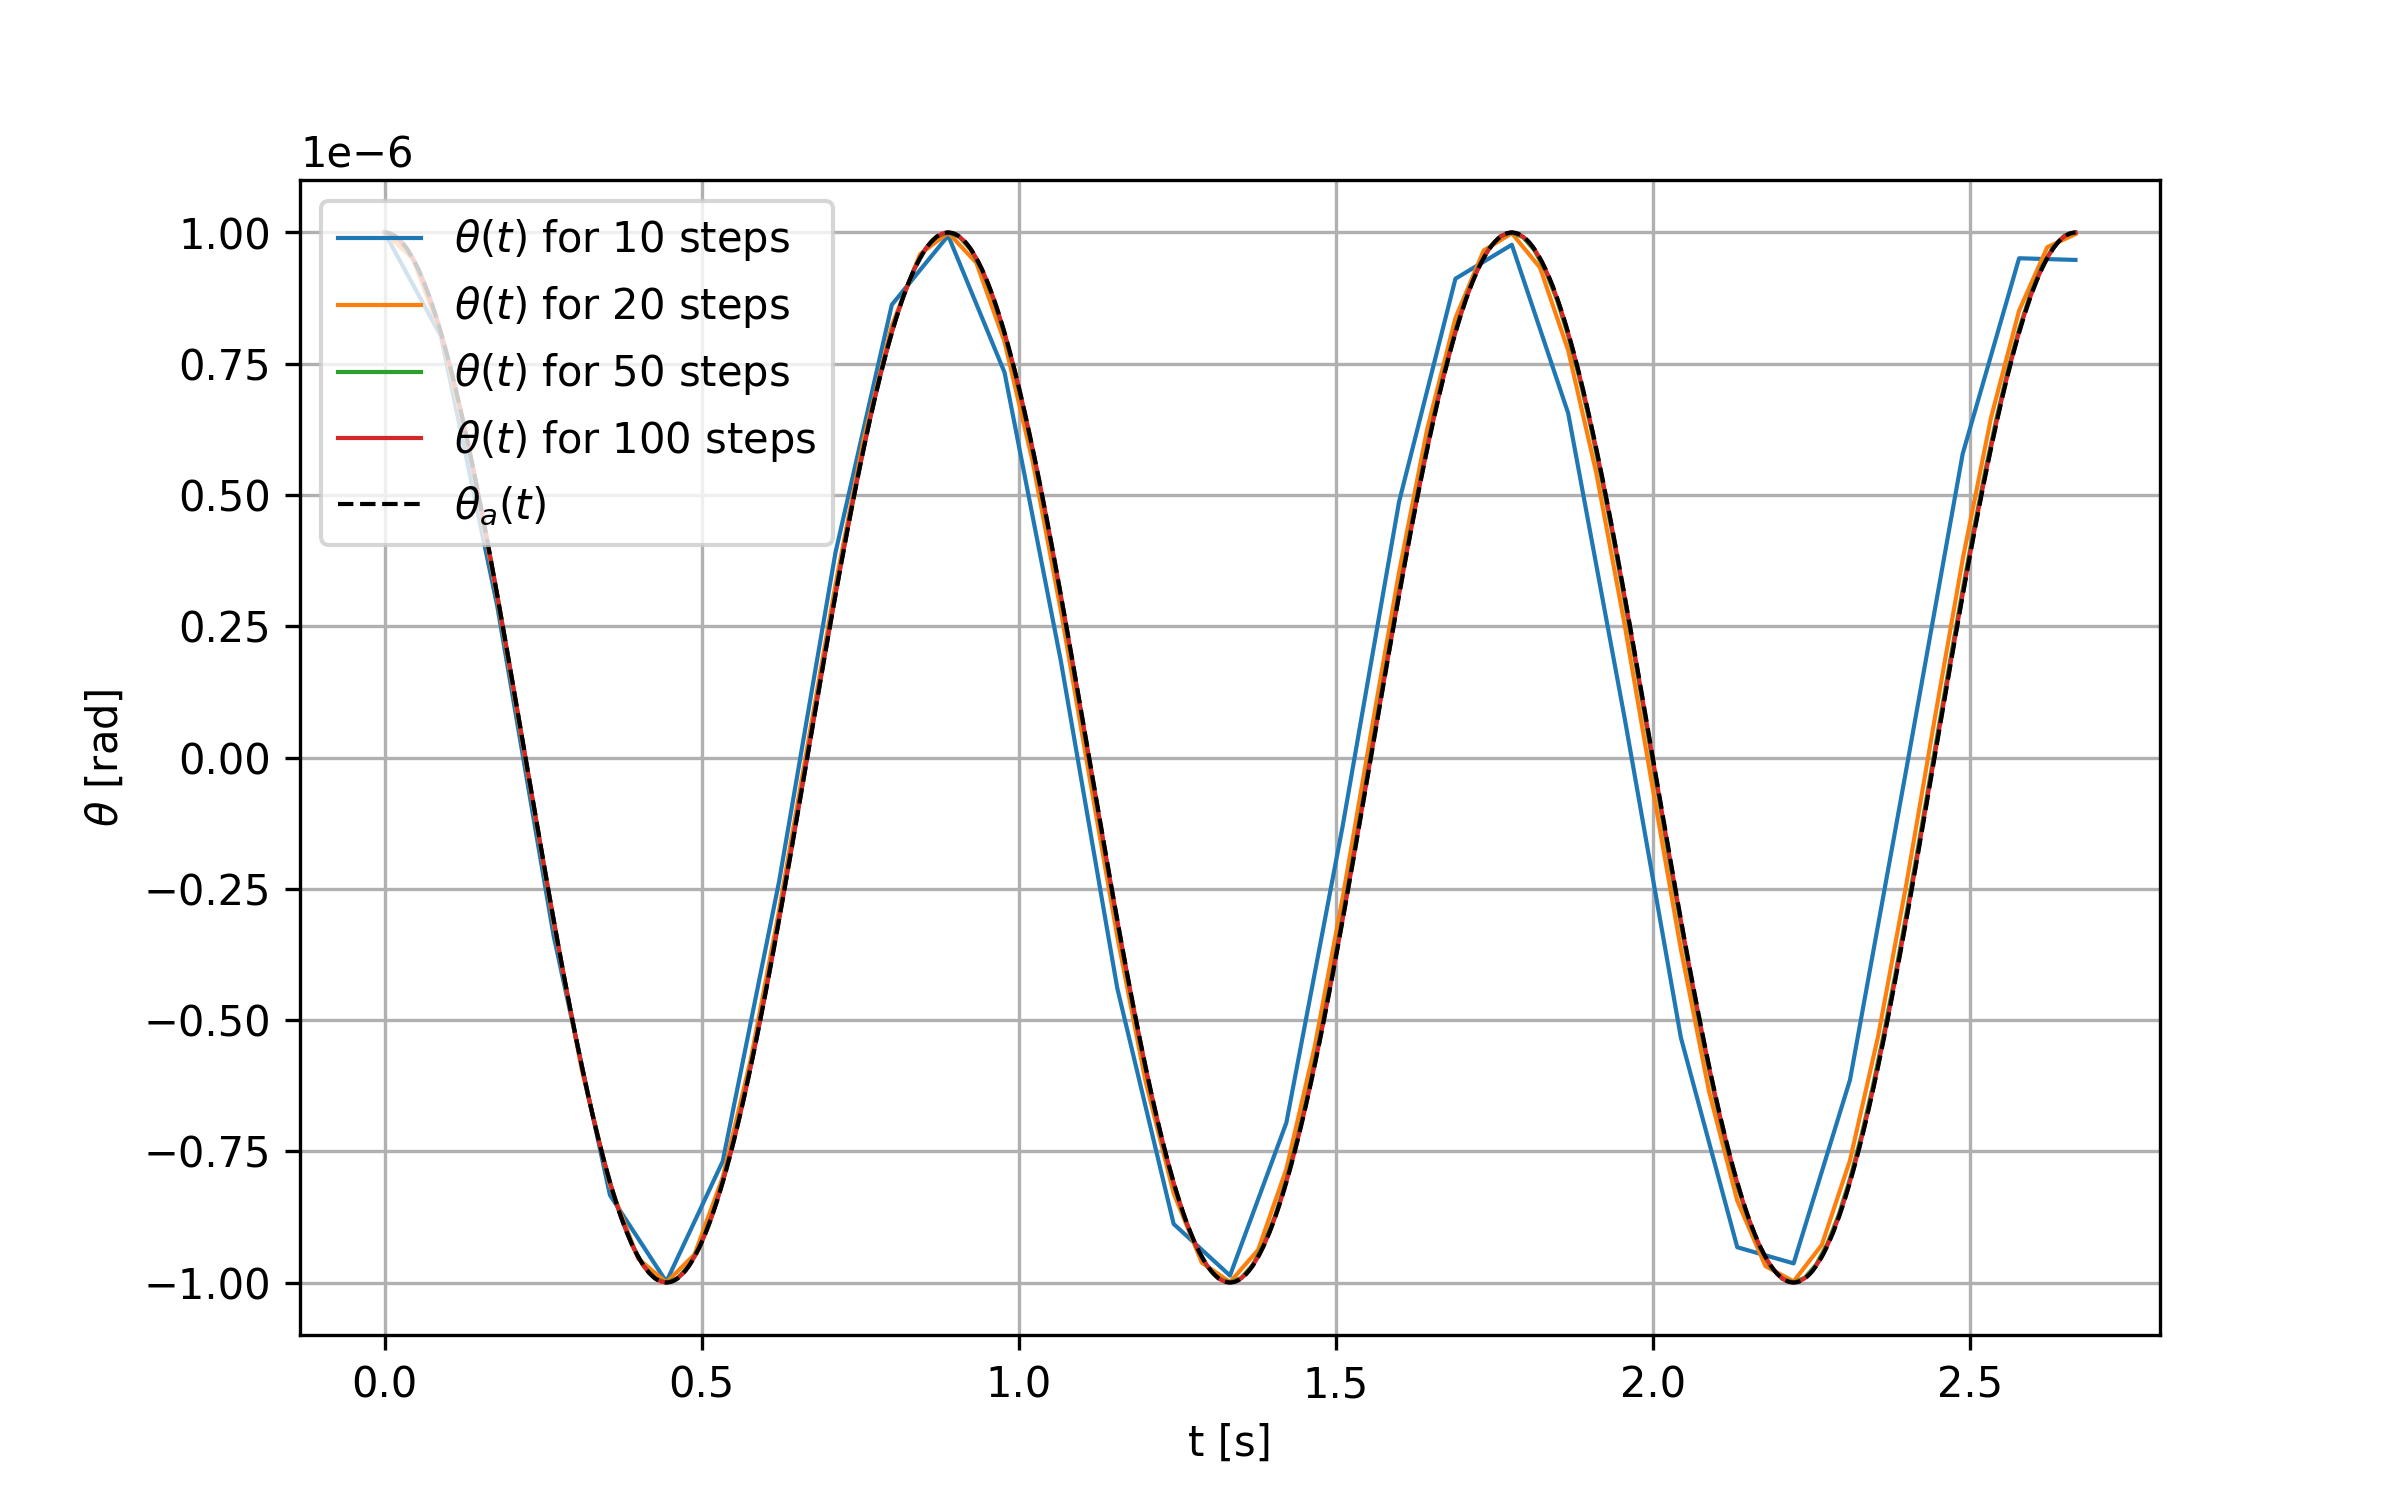 1e−6
1.00
0.75
0.50
0.25
0.00
−0.25
−0.50
−0.75
−1.00
θ [rad]
θ(t) for 10 steps
θ(t) for 20 steps
θ(t) for 50 steps
θ(t) for 100 steps
θₐ(t)
0.0 0.5 1.0 1.5 2.0 2.5
t [s]